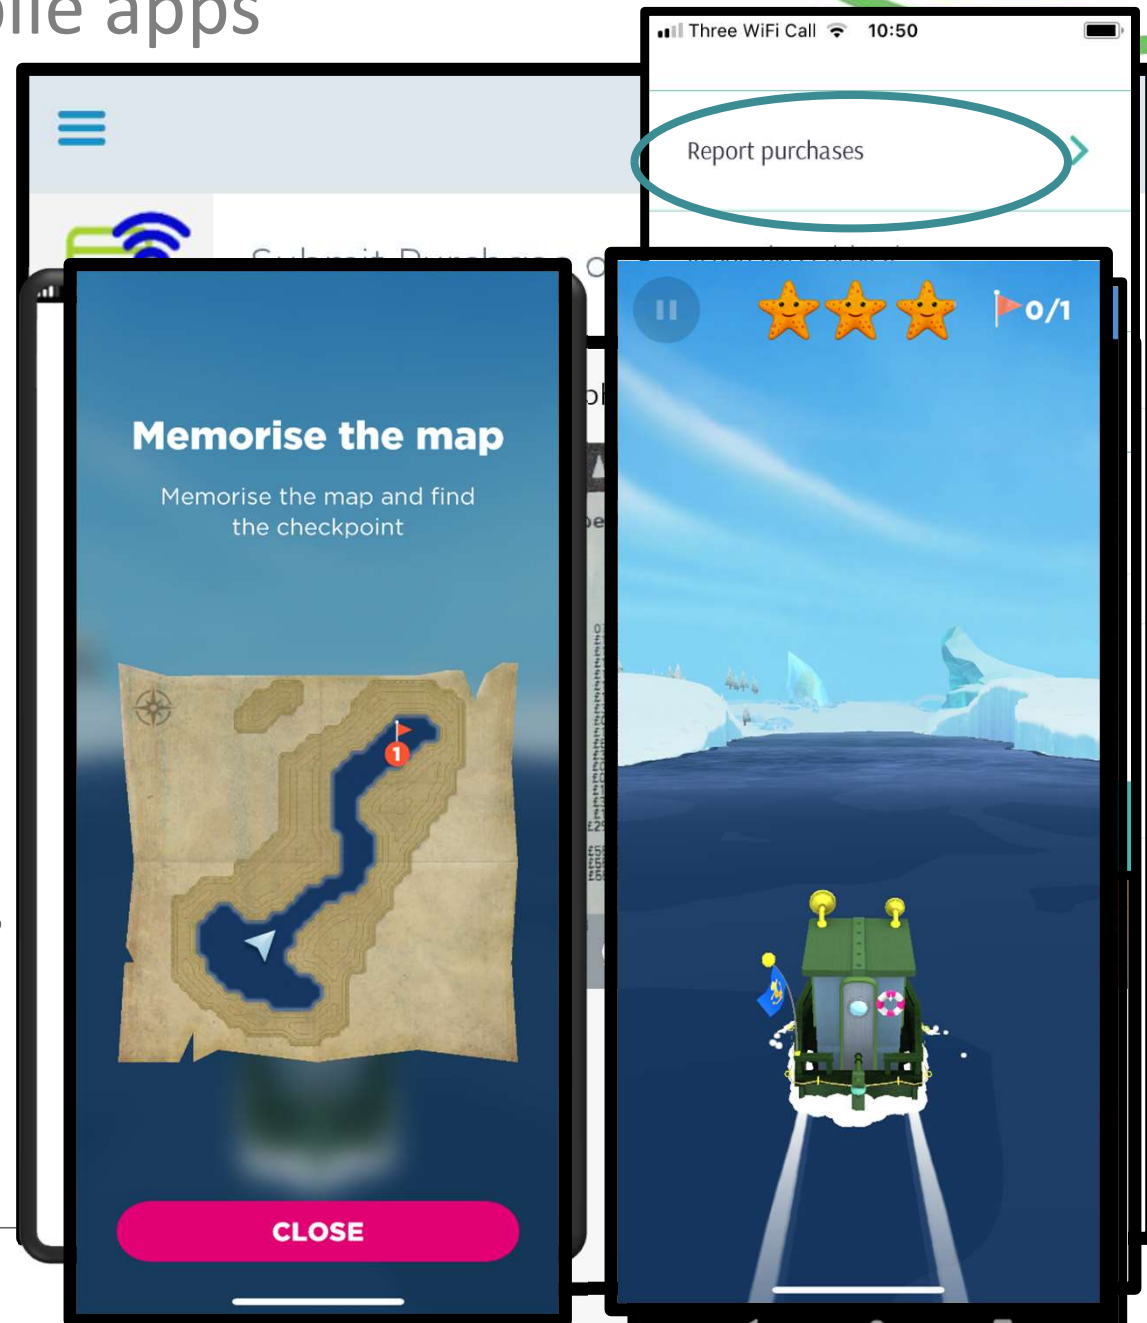 apps
Three WiFi Call 10:50
Report purchases
0/1
Memorise the map
Memorise the map and find
the checkpoint
1
CLOSE